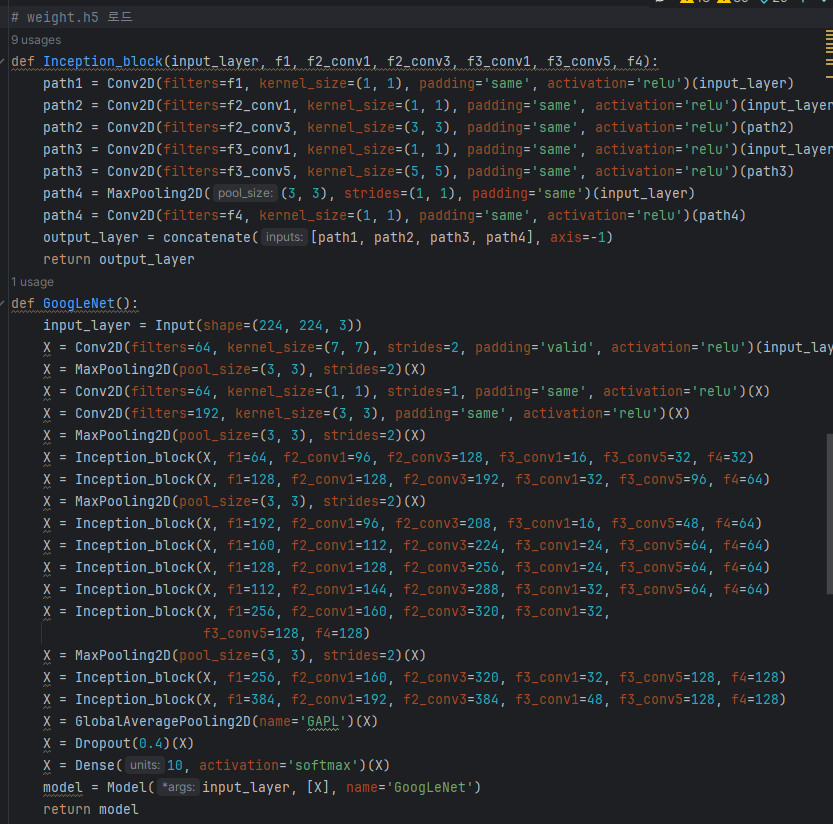 # weight.h5 로드
9 usages
def Inception_block(input_layer, f1, f2_conv1, f2_conv3, f3_conv1, f3_conv5, f4):
path1 = Conv2D(filters=f1, kernel_size=(1, 1), padding='same', activation='relu')(input_layer)
path2 = Conv2D(filters=f2_conv1, kernel_size=(1, 1), padding='same', activation='relu')(input_layer
path2 = Conv2D(filters=f2_conv3, kernel_size=(3, 3), padding='same', activation='relu')(path2)
path3 = Conv2D(filters=f3_conv1, kernel_size=(1, 1), padding='same', activation='relu')(input_layer
path3 = Conv2D(filters=f3_conv5, kernel_size=(5, 5), padding='same', activation='relu')(path3)
path4 = MaxPooling2D( pool_size: (3, 3), strides=(1, 1), padding='same')(input_layer)
path4 = Conv2D(filters=f4, kernel_size=(1, 1), padding='same', activation='relu')(path4)
output_layer = concatenate( inputs: [path1, path2, path3, path4], axis=-1)
return output_layer
1 usage
def GoogLeNet():
input_layer = Input(shape=(224, 224, 3))
X = Conv2D(filters=64, kernel_size=(7, 7), strides=2, padding='valid', activation='relu')(input_lay
X = MaxPooling2D(pool_size=(3, 3), strides=2)(X)
X = Conv2D(filters=64, kernel_size=(1, 1), strides=1, padding='same', activation='relu')(X)
X = Conv2D(filters=192, kernel_size=(3, 3), padding='same', activation='relu')(X)
X = MaxPooling2D(pool_size=(3, 3), strides=2)(X)
X = Inception_block(X, f1=64, f2_conv1=96, f2_conv3=128, f3_conv1=16, f3_conv5=32, f4=32)
X = Inception_block(X, f1=128, f2_conv1=128, f2_conv3=192, f3_conv1=32, f3_conv5=96, f4=64)
X = MaxPooling2D(pool_size=(3, 3), strides=2)(X)
X = Inception_block(X, f1=192, f2_conv1=96, f2_conv3=208, f3_conv1=16, f3_conv5=48, f4=64)
X = Inception_block(X, f1=160, f2_conv1=112, f2_conv3=224, f3_conv1=24, f3_conv5=64, f4=64)
X = Inception_block(X, f1=128, f2_conv1=128, f2_conv3=256, f3_conv1=24, f3_conv5=64, f4=64)
X = Inception_block(X, f1=112, f2_conv1=144, f2_conv3=288, f3_conv1=32, f3_conv5=64, f4=64)
X = Inception_block(X, f1=256, f2_conv1=160, f2_conv3=320, f3_conv1=32,
f3_conv5=128, f4=128)
X = MaxPooling2D(pool_size=(3, 3), strides=2)(X)
X = Inception_block(X, f1=256, f2_conv1=160, f2_conv3=320, f3_conv1=32, f3_conv5=128, f4=128)
X = Inception_block(X, f1=384, f2_conv1=192, f2_conv3=384, f3_conv1=48, f3_conv5=128, f4=128)
X = GlobalAveragePooling2D(name='GAPL')(X)
X = Dropout(0.4)(X)
X = Dense( units: 10, activation='softmax')(X)
model = Model( *args: input_layer, [X], name='GoogLeNet')
return model